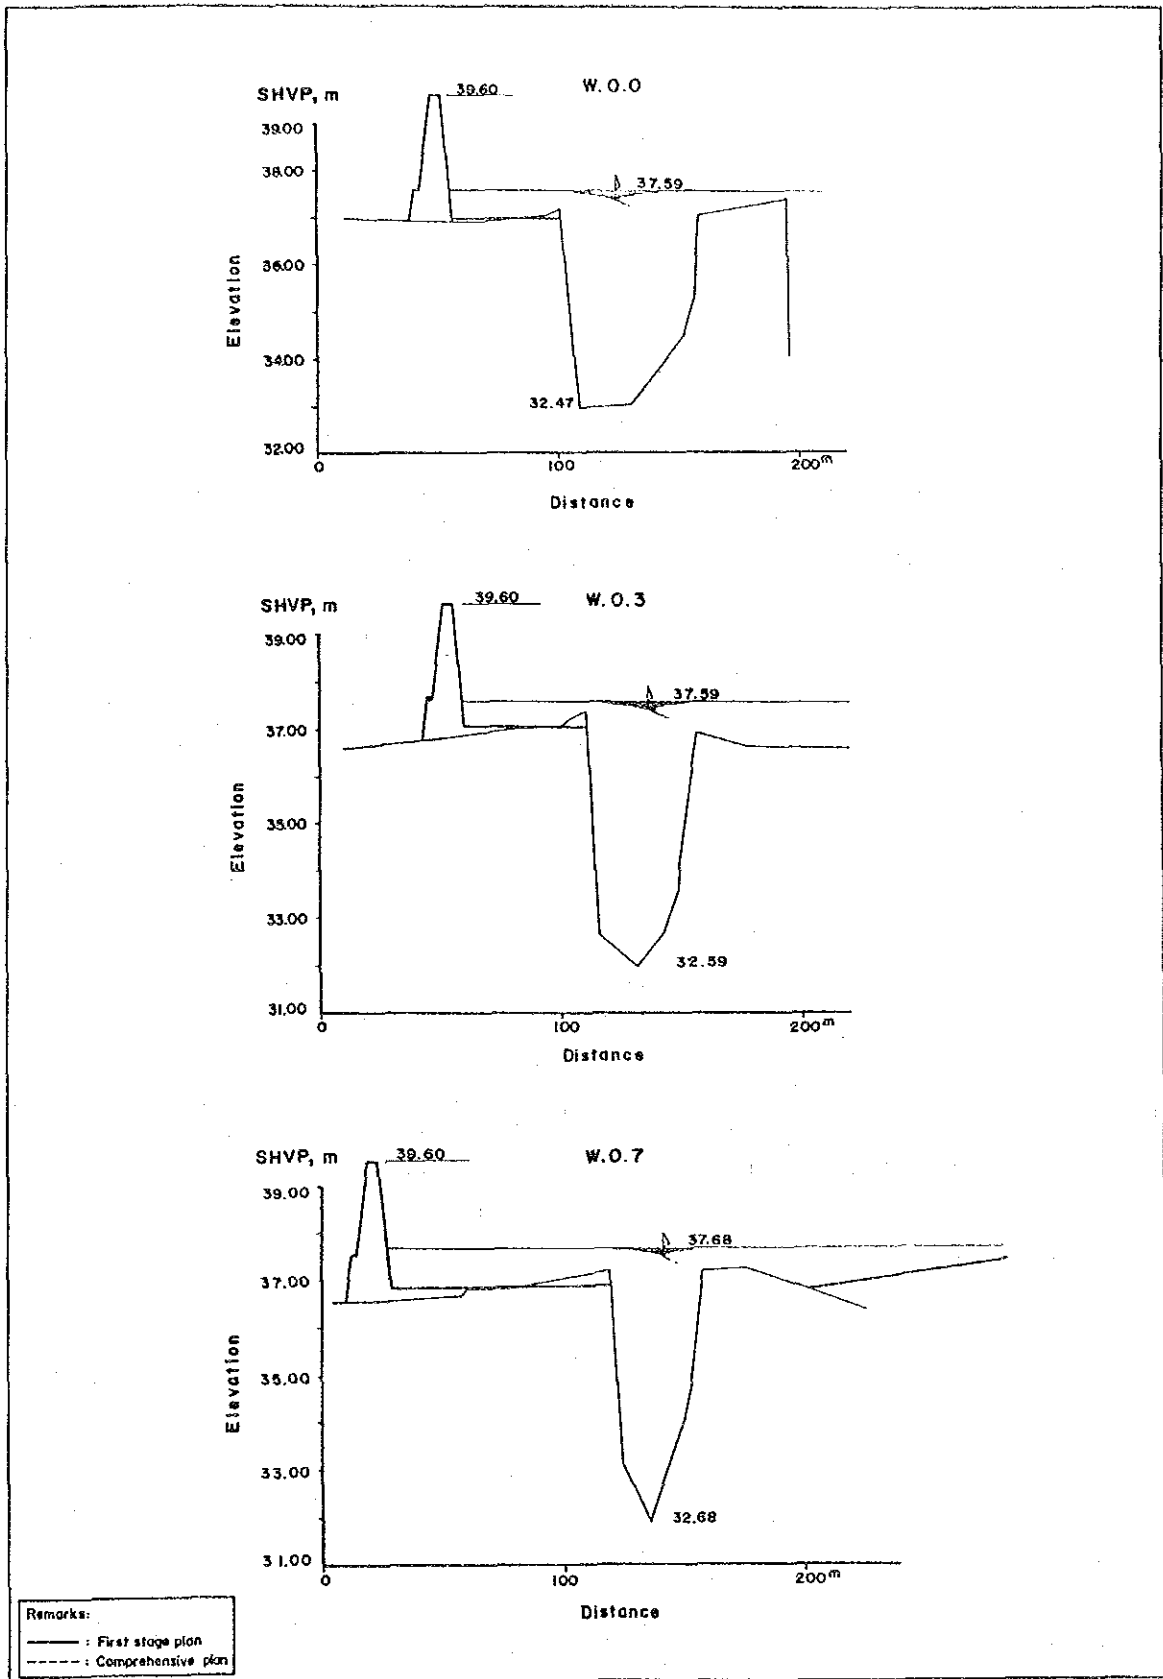 W.0.0
SHVP, m
39.60
39.00
38.00
37.59
36.00
34.00
32.47
32.00
Elevation
0
100
200m
Distance
W.0.3
SHVP, m
39.60
39.00
37.59
37.00
35.00
33.00
32.59
31.00
Elevation
0
100
200m
Distance
W.0.7
SHVP, m
39.60
39.00
37.68
37.00
35.00
33.00
32.68
31.00
Elevation
0
100
200m
Distance
Remarks:
: First stage plan
: Comprehensive plan